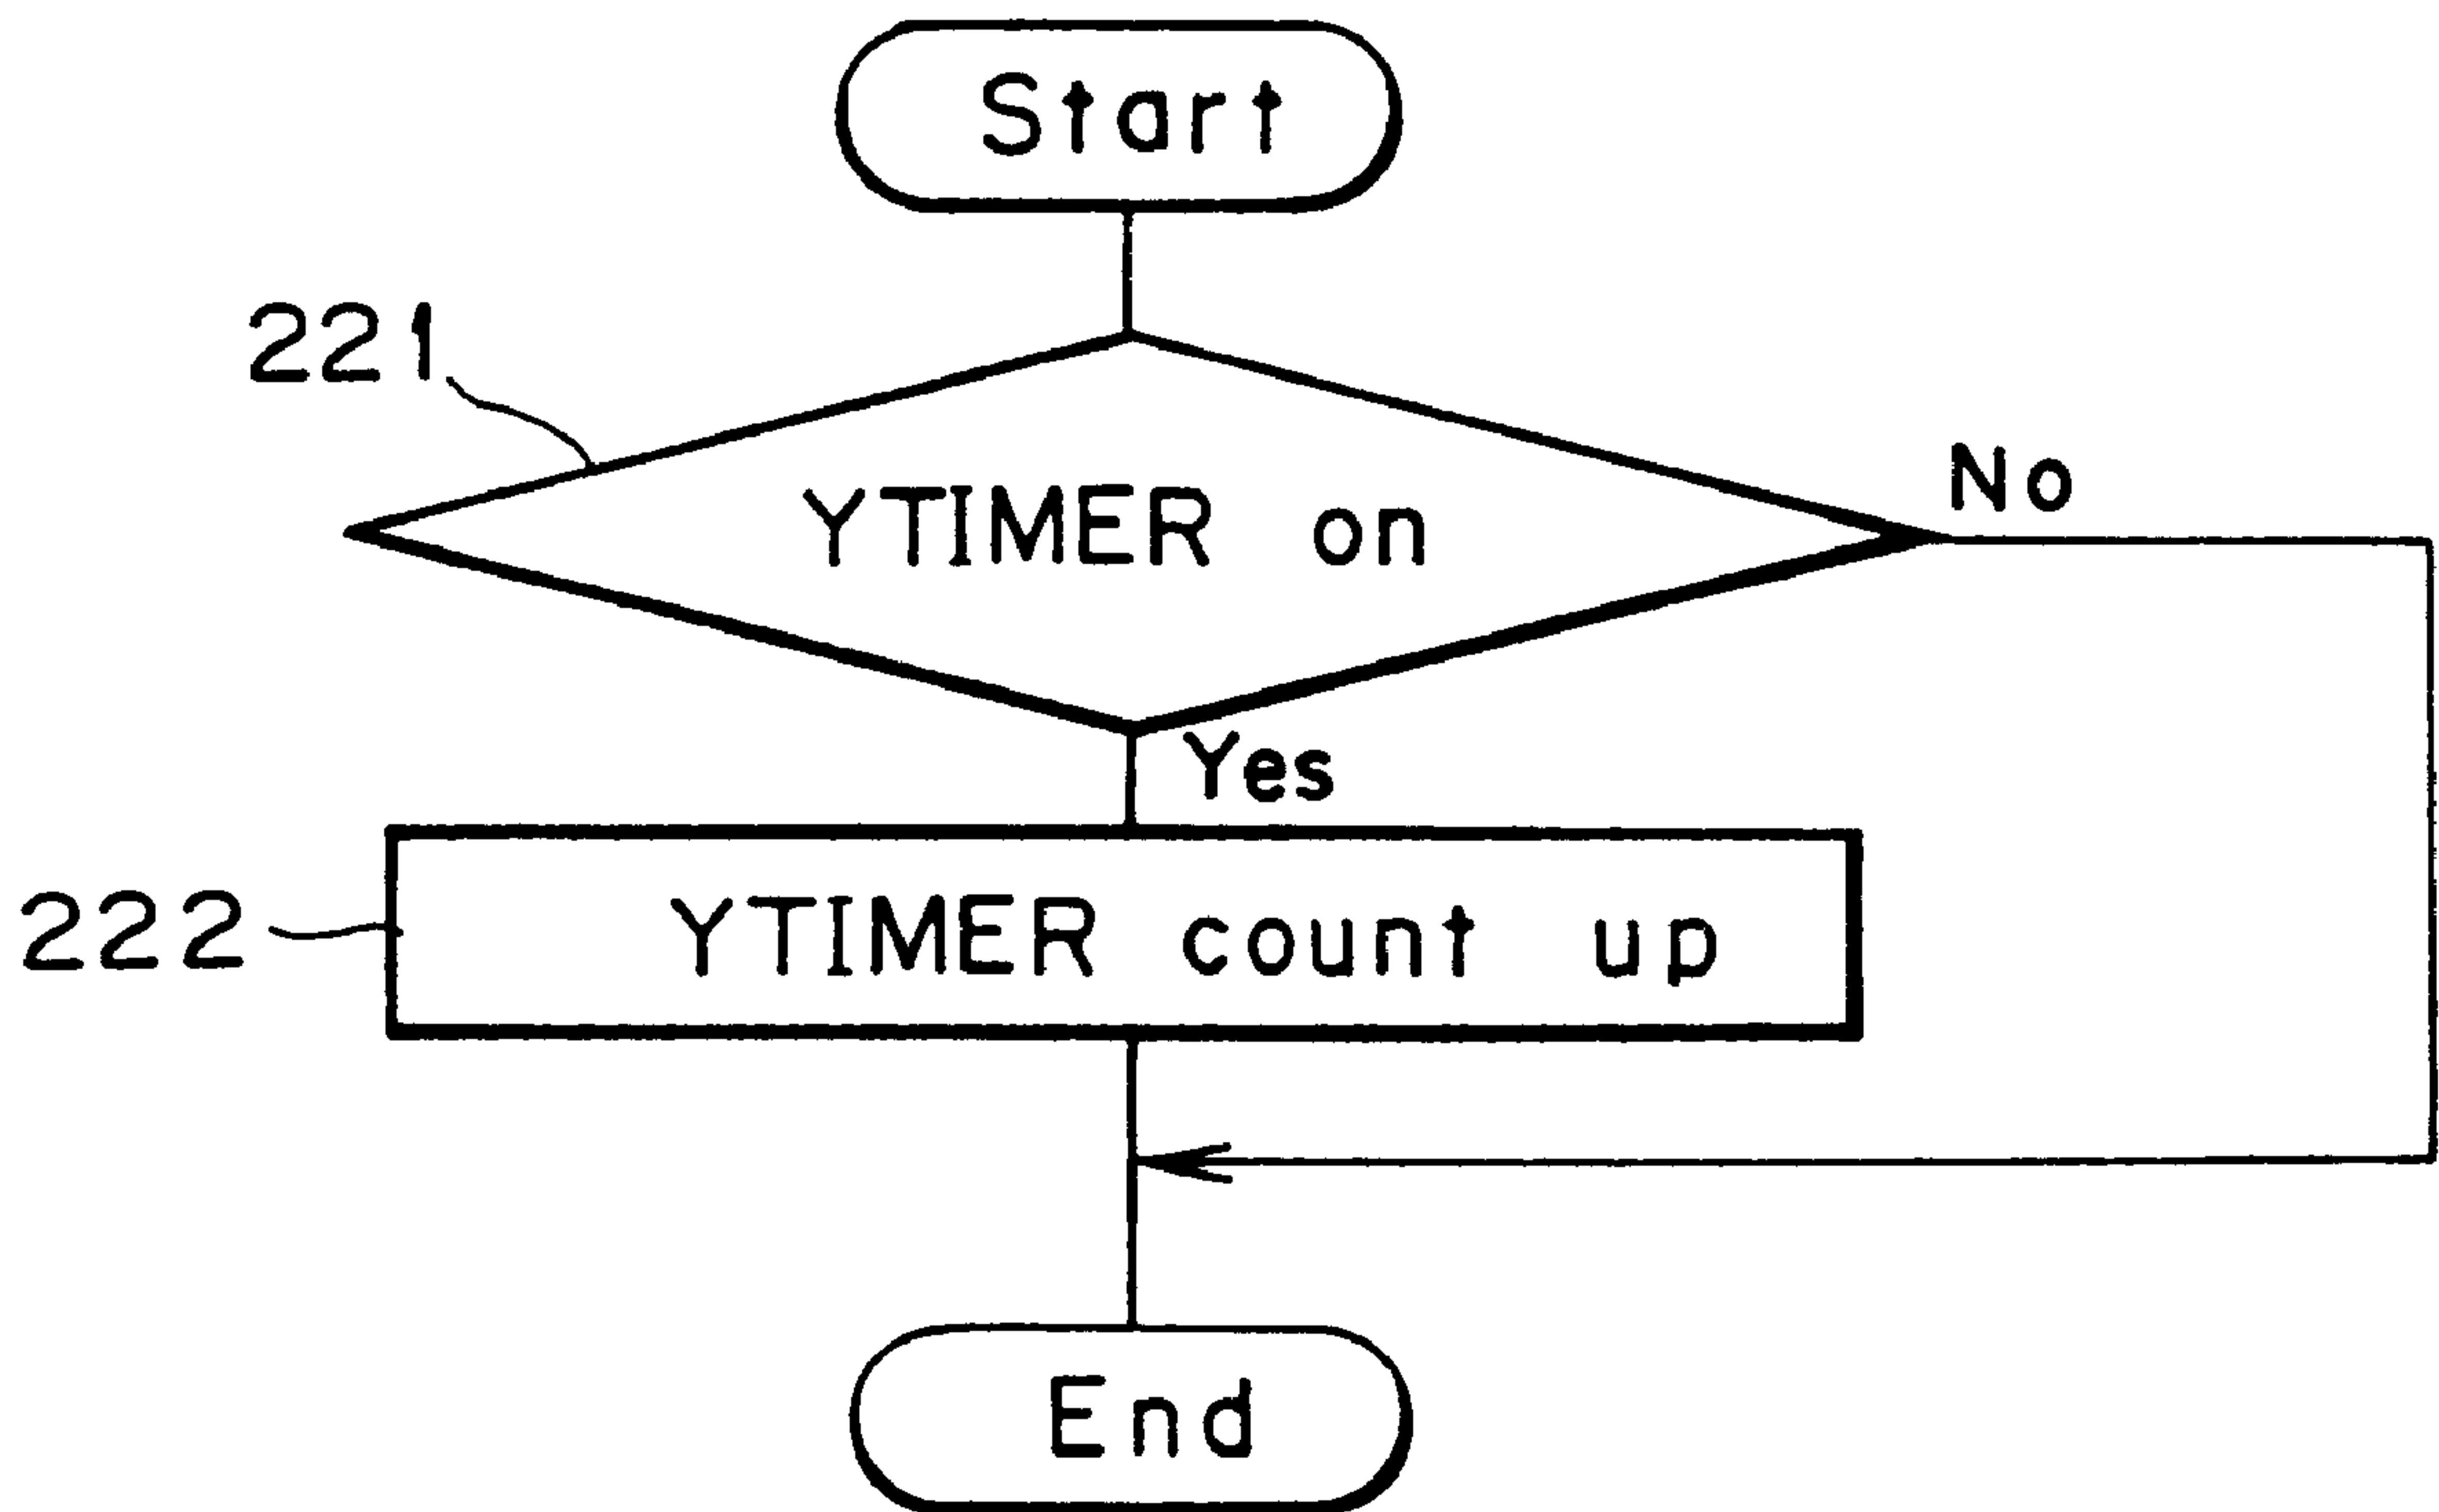 Start
221
YTIMER on
No
Yes
222
YTIMER count up
End